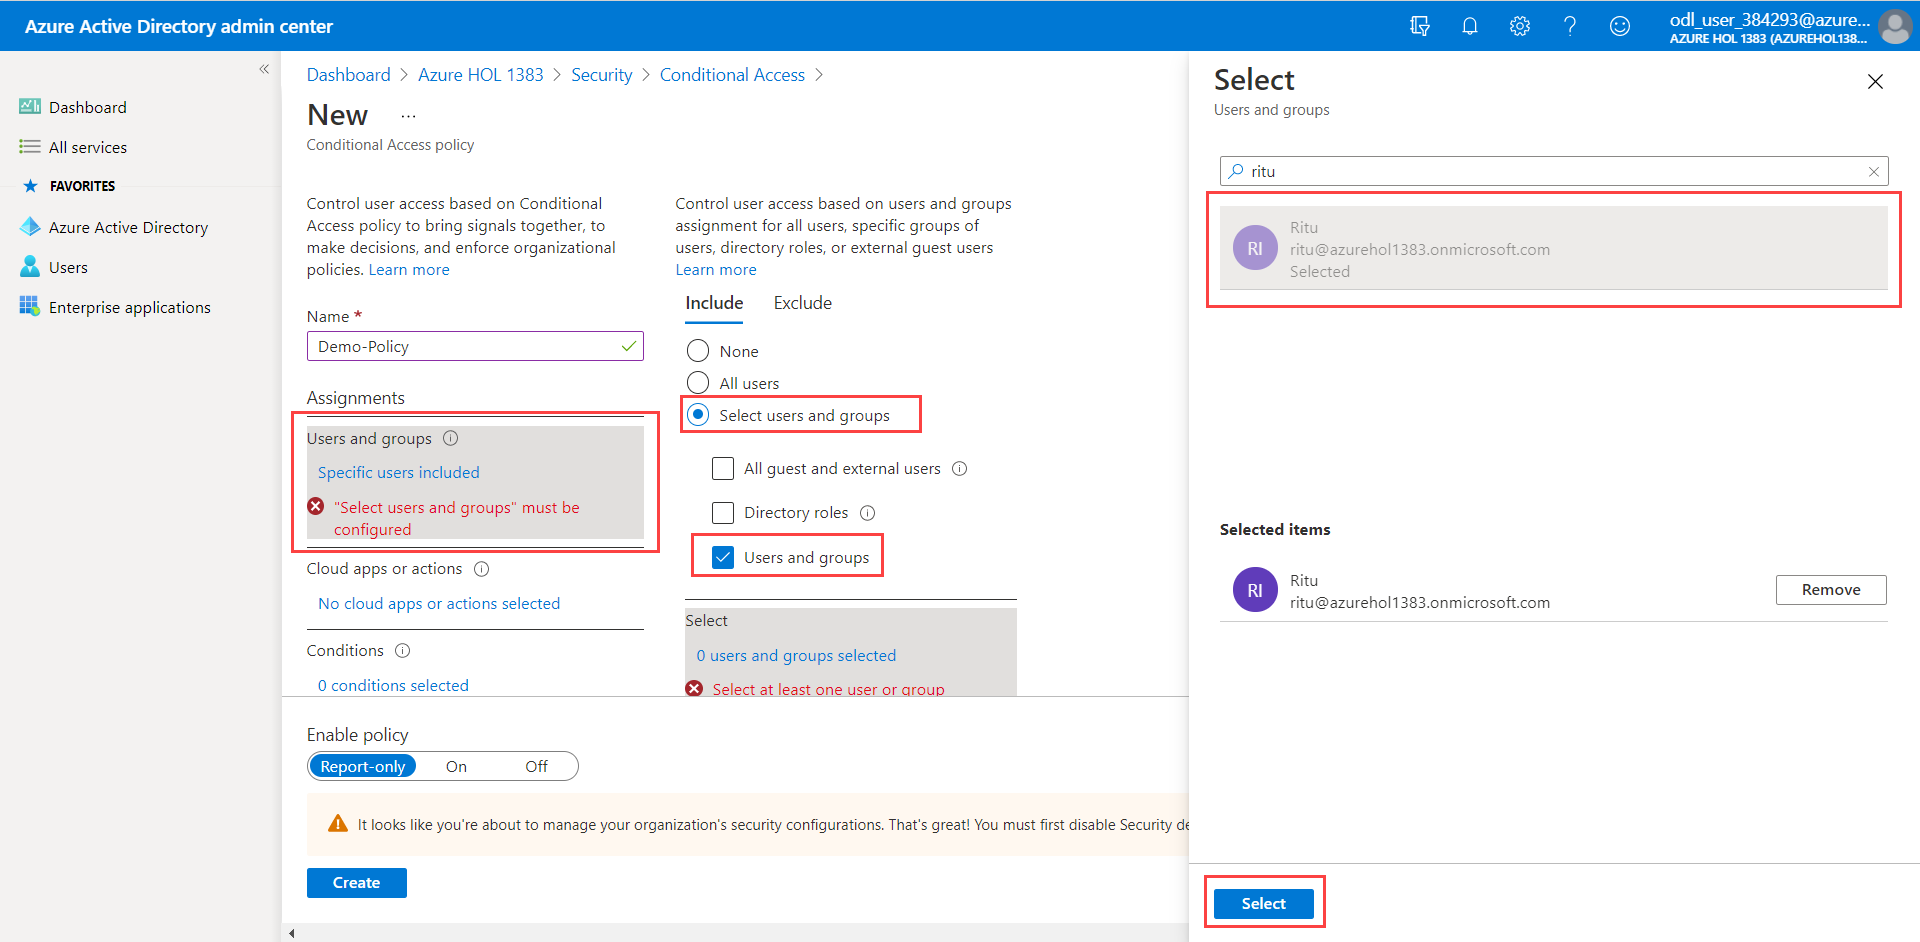 Azure Active Directory admin center
odl_user_384293@azure...
AZURE HOL 1383 (AZUREHOL138...
Dashboard
All services
FAVORITES
Azure Active Directory
Users
Enterprise applications
Dashboard > Azure HOL 1383 > Security > Conditional Access >
New ...
Conditional Access policy
Control user access based on Conditional
Access policy to bring signals together, to
make decisions, and enforce organizational
policies. Learn more
Name *
Demo-Policy
Assignments
Users and groups
Specific users included
"Select users and groups" must be
configured
Cloud apps or actions
No cloud apps or actions selected
Conditions
0 conditions selected
Control user access based on users and groups
assignment for all users, specific groups of
users, directory roles, or external guest users
Learn more
Include Exclude
None
All users
Select users and groups
All guest and external users
Directory roles
Users and groups
Select
0 users and groups selected
Select at least one user or group
Enable policy
Report-only On Off
It looks like you're about to manage your organization's security configurations. That's great! You must first disable Security de
Create
Select
Users and groups
ritu
RI
Ritu
ritu@azurehol1383.onmicrosoft.com
Selected
Selected items
RI
Ritu
ritu@azurehol1383.onmicrosoft.com
Remove
Select